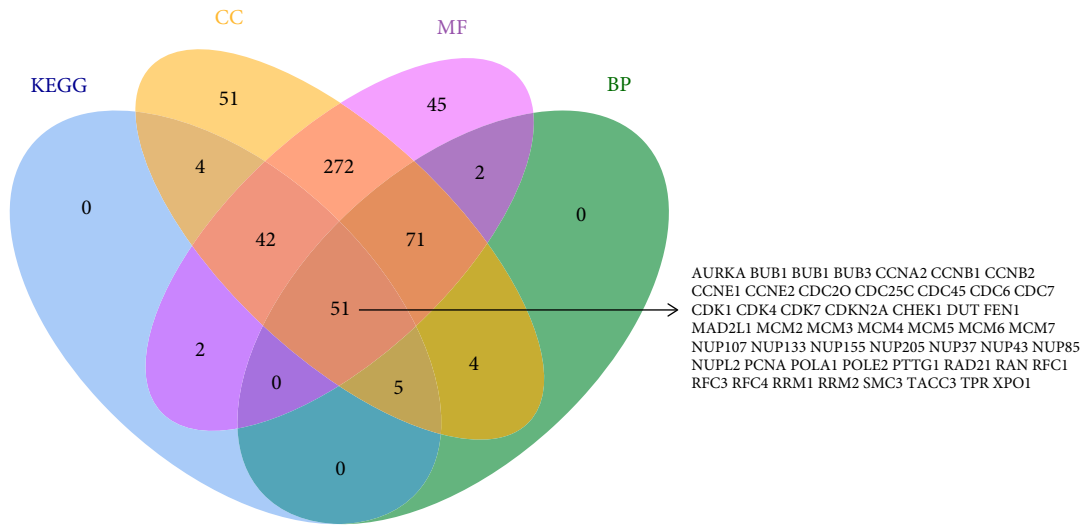 CC
MF
KEGG
BP
51
45
4
272
2
0
0
42
71
51
2
0
5
4
0
AURKA BUB1 BUB1 BUB3 CCNA2 CCNB1 CCNB2
CCNE1 CCNE2 CDC2O CDC25C CDC45 CDC6 CDC7
CDK1 CDK4 CDK7 CDKN2A CHEK1 DUT FEN1
MAD2L1 MCM2 MCM3 MCM4 MCM5 MCM6 MCM7
NUP107 NUP133 NUP155 NUP205 NUP37 NUP43 NUP85
NUPL2 PCNA POLA1 POLE2 PTTG1 RAD21 RAN RFC1
RFC3 RFC4 RRM1 RRM2 SMC3 TACC3 TPR XPO1